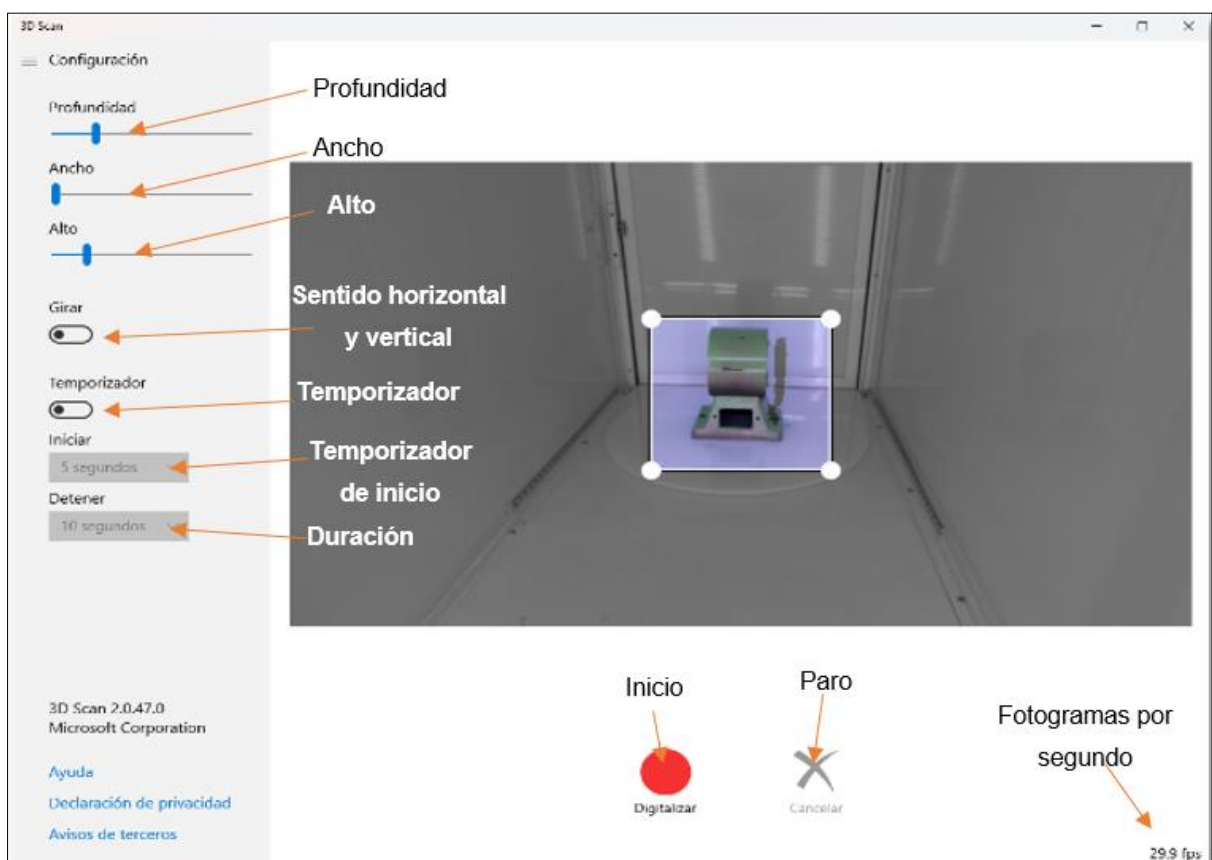 3D Scan
Configuración
Profundidad
Profundidad
Ancho
Ancho
Alto
Alto
Girar
Sentido horizontal
y vertical
Temporizador
Temporizador
Iniciar
5 segundos
Temporizador
de inicio
Detener
10 segundos
Duración
Inicio
Paro
Fotogramas por
segundo
3D Scan 2.0.47.0
Microsoft Corporation
Ayuda
Declaración de privacidad
Avisos de terceros
Digitalizar
Cancelar
29.9 fps